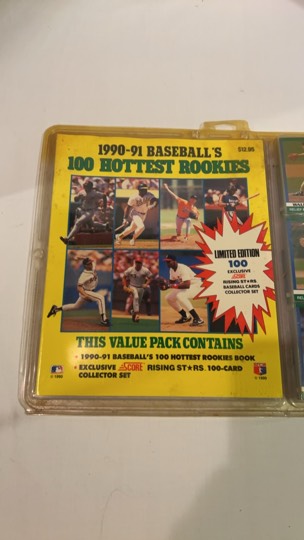 1990-91 BASEBALL'S
$12.95
100 HOTTEST ROOKIES
LIMITED EDITION
100
EXCLUSIVE
SCORE
RISING ST★RS
BASEBALL CARDS
COLLECTOR SET
THIS VALUE PACK CONTAINS
• 1990-91 BASEBALL'S 100 HOTTEST ROOKIES BOOK
• EXCLUSIVE SCORE RISING ST★RS 100-CARD
COLLECTOR SET
© 1990
© 1990